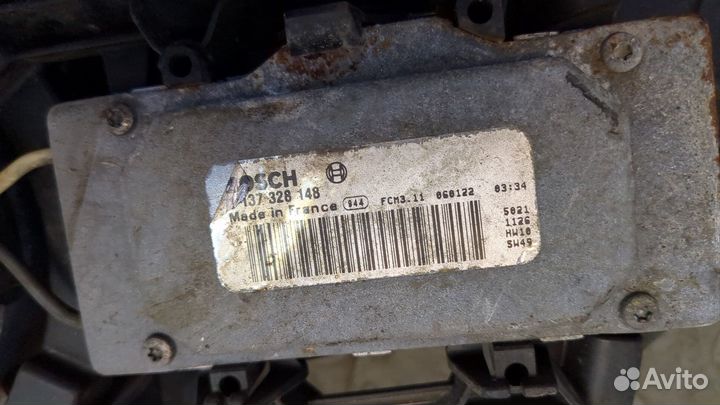 BOSCH
137 328 148
Made in France 944 FCM3.11 060122 03:34
5021
1126
HW10
SW49
Avito